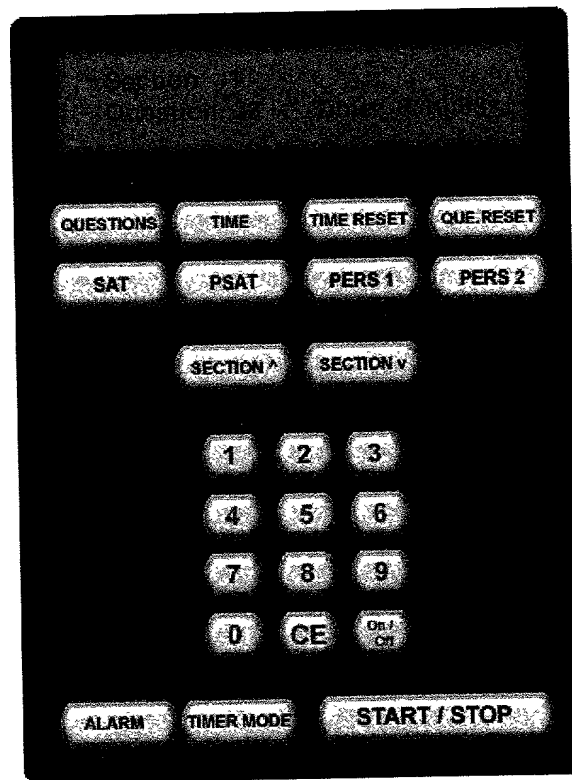 QUESTIONS TIME TIME RESET QUE. RESET
SAT PSAT PERS 1 PERS 2
SECTION ^ SECTION v
1 2 3
4 5 6
7 8 9
0 CE On / Off
ALARM TIMER MODE START / STOP